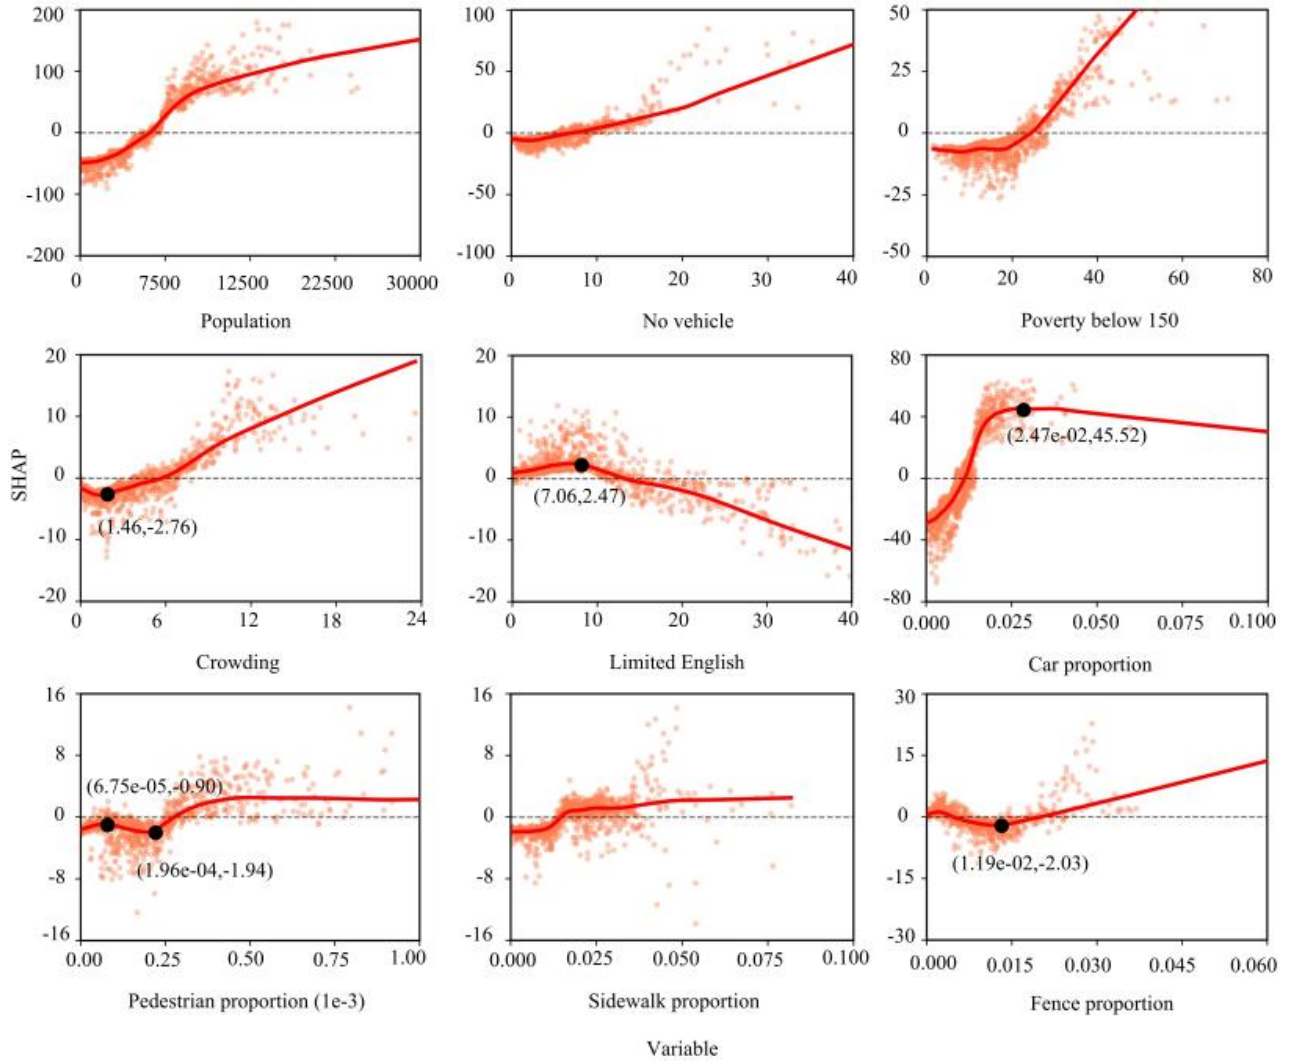 200
100
0
-100
-200
0 7500 12500 22500 30000
Population
100
50
0
-50
-100
0 10 20 30 40
No vehicle
50
25
0
-25
-50
0 20 40 60 80
Poverty below 150
SHAP
20
10
0
-10
-20
(1.46,-2.76)
0 6 12 18 24
Crowding
20
10
0
-10
-20
(7.06,2.47)
0 10 20 30 40
Limited English
80
40
0
-40
-80
(2.47e-02,45.52)
0.000 0.025 0.050 0.075 0.100
Car proportion
16
8
0
-8
-16
(6.75e-05,-0.90)
(1.96e-04,-1.94)
0.00 0.25 0.50 0.75 1.00
Pedestrian proportion (1e-3)
16
8
0
-8
-16
0.000 0.025 0.050 0.075 0.100
Sidewalk proportion
30
15
0
-15
-30
(1.19e-02,-2.03)
0.000 0.015 0.030 0.045 0.060
Fence proportion
Variable